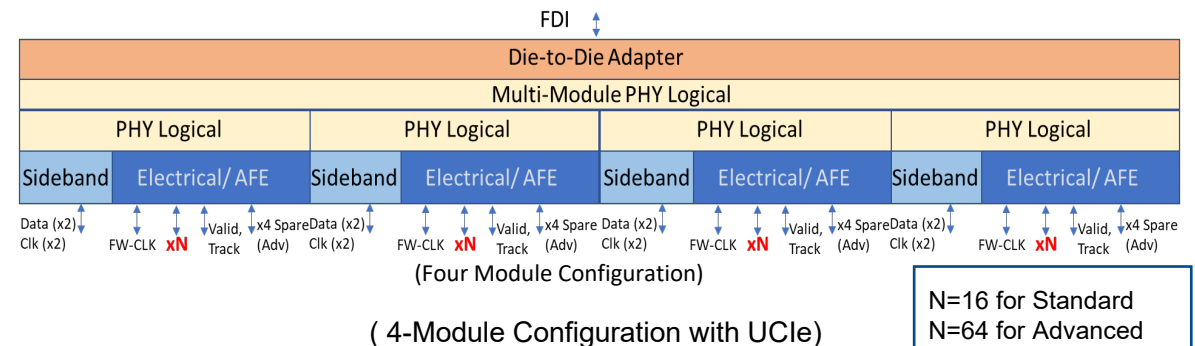 FDI
Die-to-Die Adapter
Multi-Module PHY Logical
PHY Logical PHY Logical PHY Logical PHY Logical
Sideband Electrical/ AFE Sideband Electrical/ AFE Sideband Electrical/ AFE Sideband Electrical/ AFE
Data (x2) Valid, x4 Spare Data (x2) Valid, x4 Spare Data (x2) Valid, x4 Spare Data (x2) Valid, x4 Spare
Clk (x2) FW-CLK xN Track (Adv) Clk (x2) FW-CLK xN Track (Adv) Clk (x2) FW-CLK xN Track (Adv) Clk (x2) FW-CLK xN Track (Adv)
(Four Module Configuration)
( 4-Module Configuration with UCIe)
N=16 for Standard
N=64 for Advanced